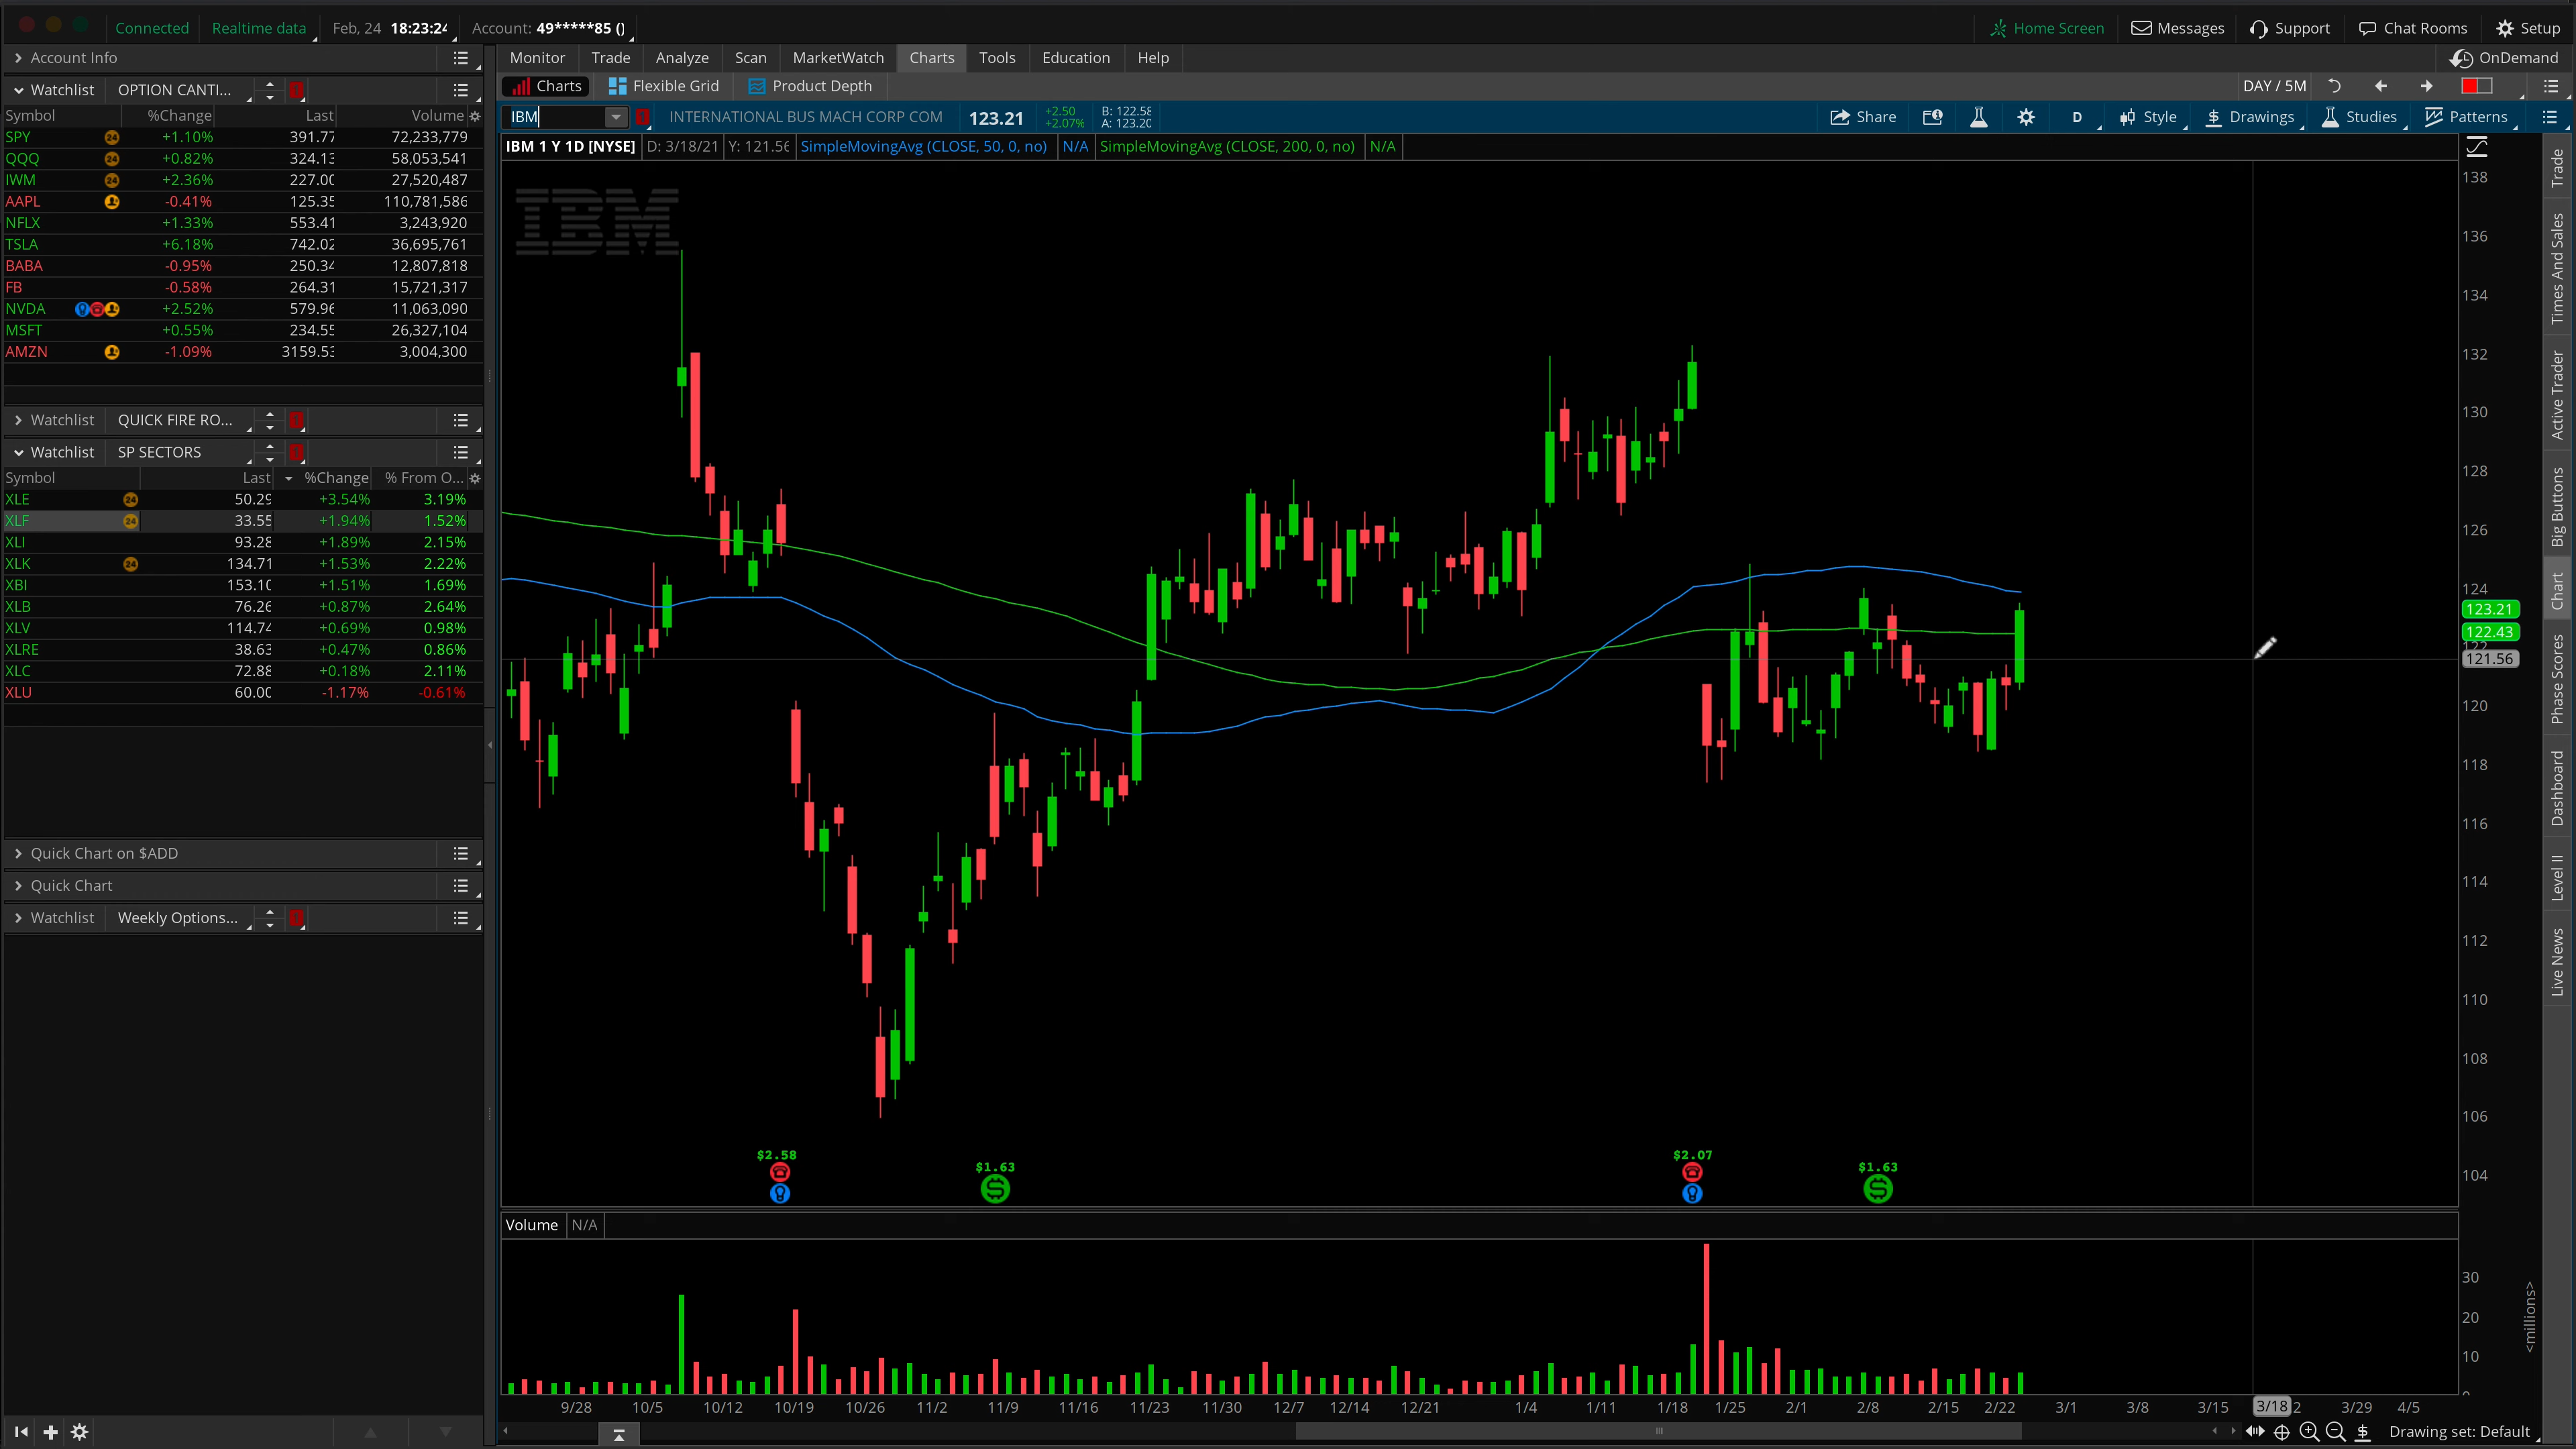 Connected Realtime data Feb, 24 18:23:24 Account: 49*****85 () Home Screen Messages Support Chat Rooms Setup
Account Info
Monitor Trade Analyze Scan MarketWatch Charts Tools Education Help OnDemand
Charts Flexible Grid Product Depth DAY / 5M
Watchlist OPTION CANTI...
Symbol %Change Last Volume
SPY 24 +1.10% 391.77 72,233,779
QQQ 24 +0.82% 324.13 58,053,541
IWM 24 +2.36% 227.00 27,520,487
AAPL -0.41% 125.35 110,781,586
NFLX +1.33% 553.41 3,243,920
TSLA +6.18% 742.02 36,695,761
BABA -0.95% 250.34 12,807,818
FB -0.58% 264.31 15,721,317
NVDA +2.52% 579.96 11,063,090
MSFT +0.55% 234.55 26,327,104
AMZN -1.09% 3159.53 3,004,300
Watchlist QUICK FIRE RO...
Watchlist SP SECTORS
Symbol Last %Change % From O...
XLE 24 50.29 +3.54% 3.19%
XLF 24 33.55 +1.94% 1.52%
XLI 93.28 +1.89% 2.15%
XLK 24 134.71 +1.53% 2.22%
XBI 153.10 +1.51% 1.69%
XLB 76.26 +0.87% 2.64%
XLV 114.74 +0.69% 0.98%
XLRE 38.63 +0.47% 0.86%
XLC 72.88 +0.18% 2.11%
XLU 60.00 -1.17% -0.61%
Quick Chart on $ADD
Quick Chart
Watchlist Weekly Options...
IBM INTERNATIONAL BUS MACH CORP COM 123.21 +2.50 B: 122.58
+2.07% A: 123.20
Share D Style Drawings Studies Patterns
IBM 1 Y 1D [NYSE] D: 3/18/21 Y: 121.56 SimpleMovingAvg (CLOSE, 50, 0, no) N/A SimpleMovingAvg (CLOSE, 200, 0, no) N/A
IBM
138
136
134
132
130
128
126
124
123.21
122.43
121.56
120
118
116
114
112
110
108
106
104
$2.58 $1.63 $2.07 $1.63
Volume N/A
30
20
10
<millions>
9/28 10/5 10/12 10/19 10/26 11/2 11/9 11/16 11/23 11/30 12/7 12/14 12/21 1/4 1/11 1/18 1/25 2/1 2/8 2/15 2/22 3/1 3/8 3/15 3/18 2 3/29 4/5
Drawing set: Default
Trade
Times And Sales
Active Trader
Big Buttons
Chart
Phase Scores
Dashboard
Level II
Live News